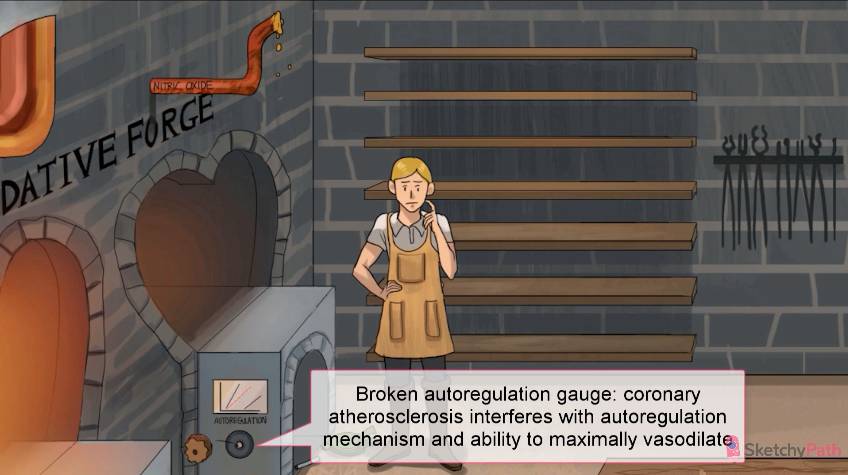 NITRIC OXIDE
DATIVE FORGE
AUTOREGULATION
Broken autoregulation gauge: coronary
atherosclerosis interferes with autoregulation
mechanism and ability to maximally vasodilate
SketchyPath